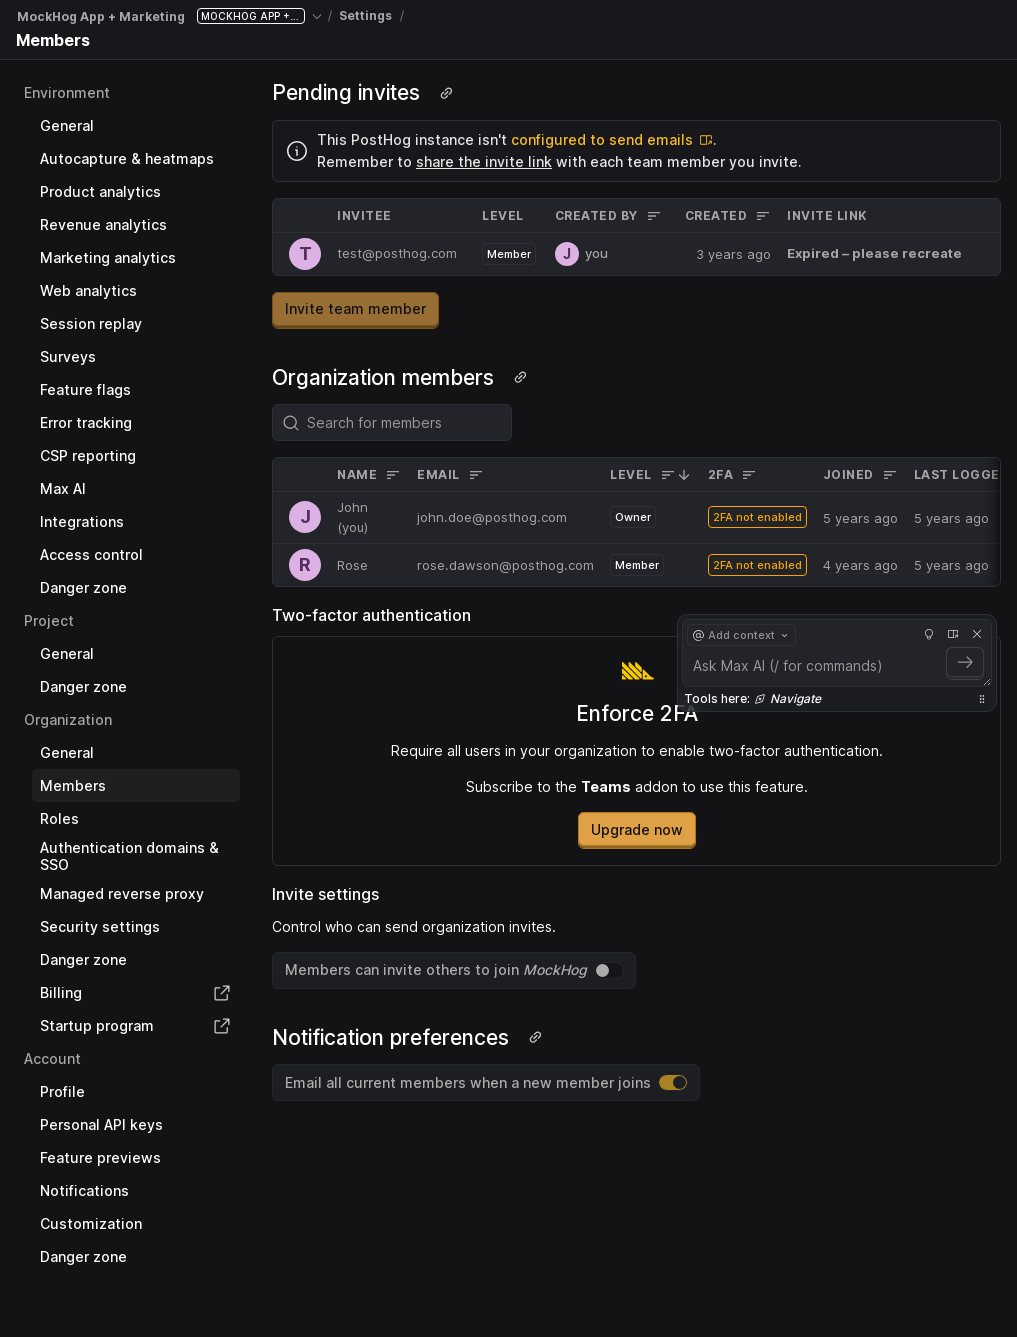 MockHog App + Marketing MOCKHOG APP +... / Settings /
Members
Environment
General
Autocapture & heatmaps
Product analytics
Revenue analytics
Marketing analytics
Web analytics
Session replay
Surveys
Feature flags
Error tracking
CSP reporting
Max AI
Integrations
Access control
Danger zone
Project
General
Danger zone
Organization
General
Members
Roles
Authentication domains &
SSO
Managed reverse proxy
Security settings
Danger zone
Billing
Startup program
Account
Profile
Personal API keys
Feature previews
Notifications
Customization
Danger zone
Pending invites
This PostHog instance isn't configured to send emails .
Remember to share the invite link with each team member you invite.
INVITEE LEVEL CREATED BY CREATED INVITE LINK
T test@posthog.com Member J you 3 years ago Expired – please recreate
Invite team member
Organization members
Search for members
NAME EMAIL LEVEL 2FA JOINED LAST LOGGE
J John (you) john.doe@posthog.com Owner 2FA not enabled 5 years ago 5 years ago
R Rose rose.dawson@posthog.com Member 2FA not enabled 4 years ago 5 years ago
Two-factor authentication
@ Add context
Ask Max AI (/ for commands)
Tools here: Navigate
Enforce 2FA
Require all users in your organization to enable two-factor authentication.
Subscribe to the Teams addon to use this feature.
Upgrade now
Invite settings
Control who can send organization invites.
Members can invite others to join MockHog
Notification preferences
Email all current members when a new member joins